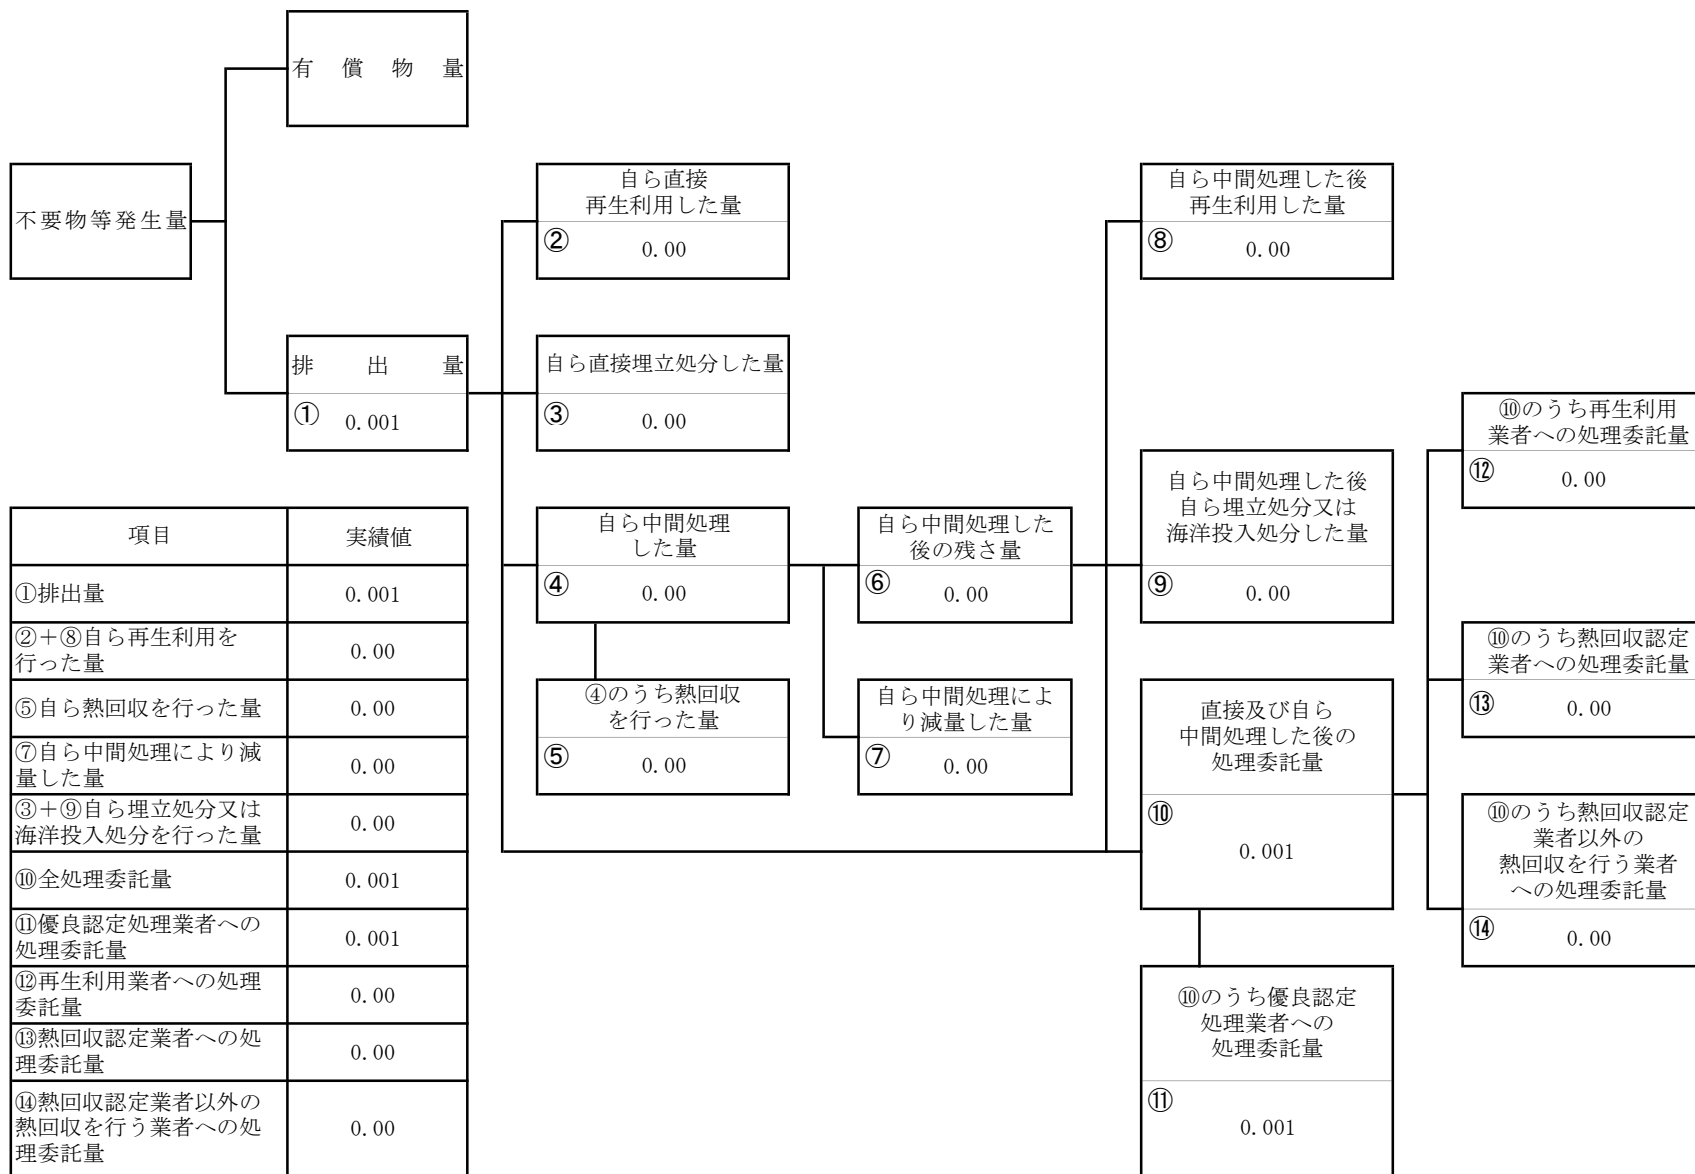 有償物量
不要物等発生量
自ら直接
再生利用した量
②
0.00
自ら中間処理した後
再生利用した量
⑧
0.00
排出量
①
0.001
自ら直接埋立処分した量
③
0.00
⑩のうち再生利用
業者への処理委託量
⑫
0.00
自ら中間処理
した量
④
0.00
自ら中間処理した
後の残さ量
⑥
0.00
自ら中間処理した後
自ら埋立処分又は
海洋投入処分した量
⑨
0.00
⑩のうち熱回収認定
業者への処理委託量
⑬
0.00
④のうち熱回収
を行った量
⑤
0.00
自ら中間処理によ
り減量した量
⑦
0.00
直接及び自ら
中間処理した後の
処理委託量
⑩
0.001
⑩のうち熱回収認定
業者以外の
熱回収を行う業者
への処理委託量
⑭
0.00
⑩のうち優良認定
処理業者への
処理委託量
⑪
0.001
項目 実績値
①排出量 0.001
②+⑧自ら再生利用を
行った量 0.00
⑤自ら熱回収を行った量 0.00
⑦自ら中間処理により減
量した量 0.00
③+⑨自ら埋立処分又は
海洋投入処分を行った量 0.00
⑩全処理委託量 0.001
⑪優良認定処理業者への
処理委託量 0.001
⑫再生利用業者への処理
委託量 0.00
⑬熱回収認定業者への処
理委託量 0.00
⑭熱回収認定業者以外の
熱回収を行う業者への処
理委託量 0.00